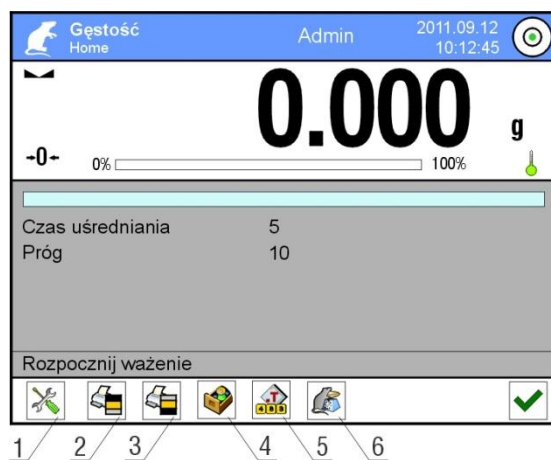 Gęstość
Home
Admin
2011.09.12
10:12:45
0.000 g
→0←
0% 100%
Czas uśredniania 5
Próg 10
Rozpocznij ważenie
1 2 3 4 5 6